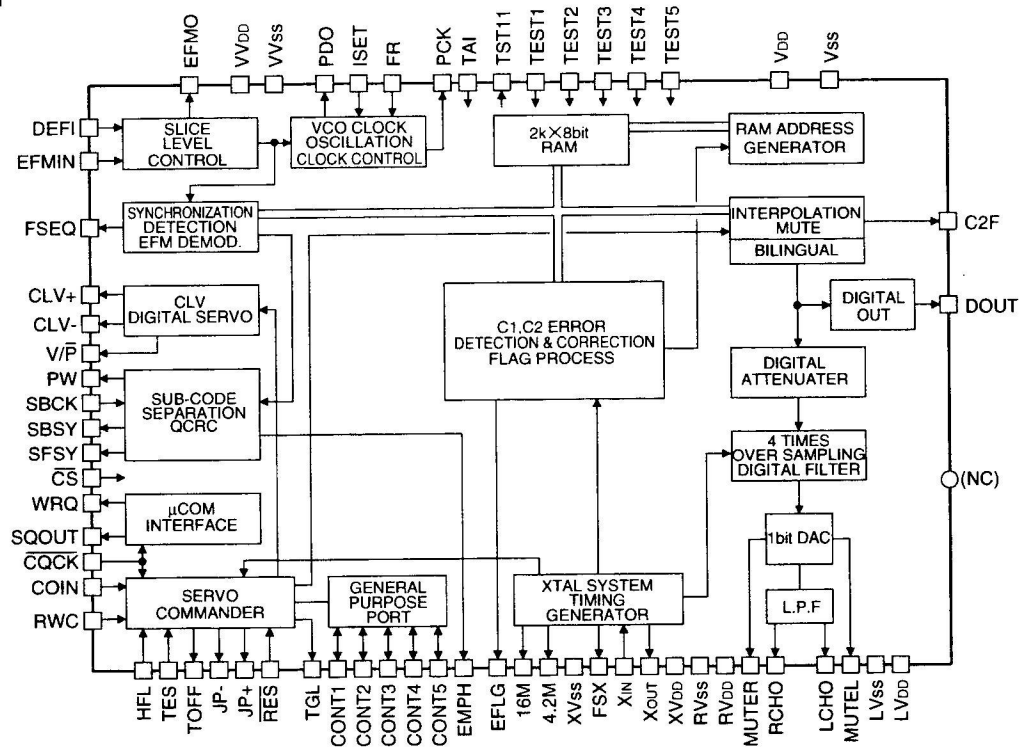 EFMO
VVDD
VVSS
PDO
ISET
FR
PCK
TAI
TST11
TEST1
TEST2
TEST3
TEST4
TEST5
VDD
VSS
DEFI
EFMIN
FSEQ
CLV+
CLV-
V/P̅
PW
SBCK
SBSY
SFSY
C̅S̅
WRQ
SQOUT
C̅Q̅C̅K̅
COIN
RWC
SLICE
LEVEL
CONTROL
VCO CLOCK
OSCILLATION
CLOCK CONTROL
2k×8bit
RAM
RAM ADDRESS
GENERATOR
SYNCHRONIZATION
DETECTION
EFM DEMOD.
INTERPOLATION
MUTE
BILINGUAL
C2F
CLV
DIGITAL SERVO
C1,C2 ERROR
DETECTION & CORRECTION
FLAG PROCESS
DIGITAL
OUT
DOUT
DIGITAL
ATTENUATER
SUB-CODE
SEPARATION
QCRC
4 TIMES
OVER SAMPLING
DIGITAL FILTER
(NC)
μCOM
INTERFACE
1bit DAC
SERVO
COMMANDER
GENERAL
PURPOSE
PORT
XTAL SYSTEM
TIMING
GENERATOR
L.P.F
HFL
TES
TOFF
JP-
JP+
R̅E̅S̅
TGL
CONT1
CONT2
CONT3
CONT4
CONT5
EMPH
EFLG
16M
4.2M
XVSS
FSX
XIN
XOUT
XVDD
RVSS
RVDD
MUTER
RCHO
LCHO
MUTEL
LVSS
LVDD